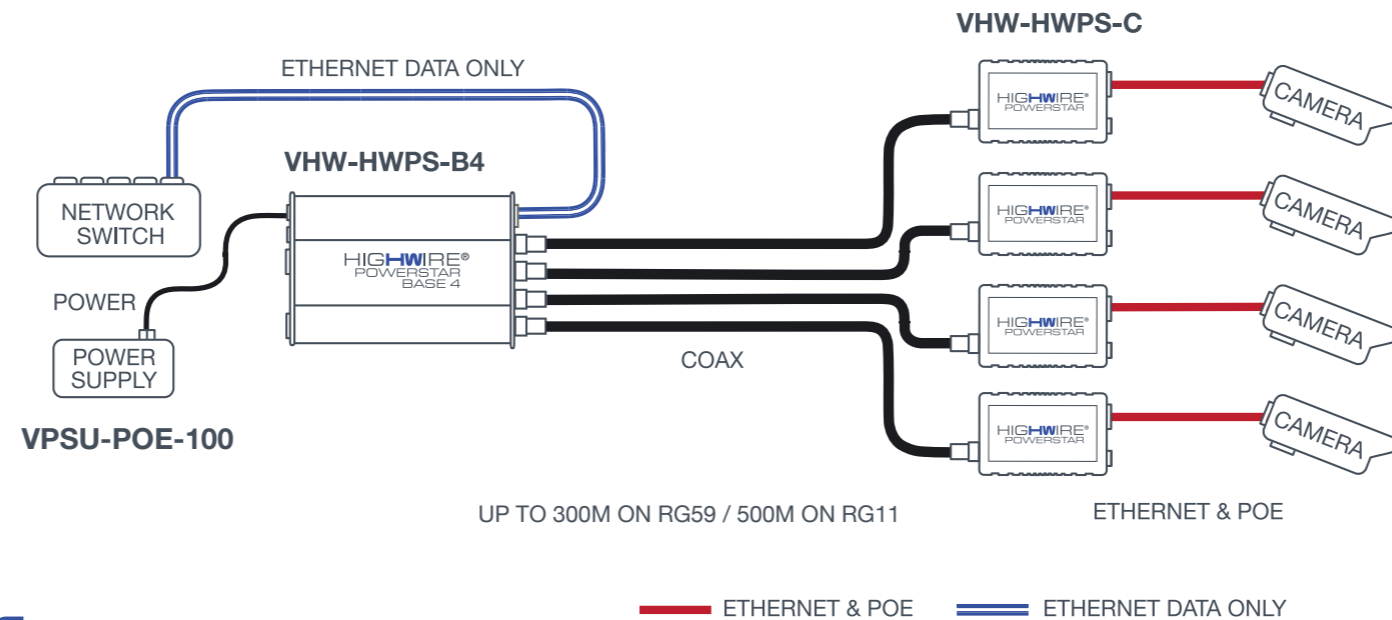 VHW-HWPS-C
ETHERNET DATA ONLY
HIGHWIRE®
POWERSTAR
CAMERA
VHW-HWPS-B4
NETWORK
SWITCH
HIGHWIRE®
POWERSTAR
CAMERA
HIGHWIRE®
POWERSTAR
BASE 4
POWER
HIGHWIRE®
POWERSTAR
CAMERA
POWER
SUPPLY
COAX
VPSU-POE-100
HIGHWIRE®
POWERSTAR
CAMERA
UP TO 300M ON RG59 / 500M ON RG11
ETHERNET & POE
ETHERNET & POE
ETHERNET DATA ONLY